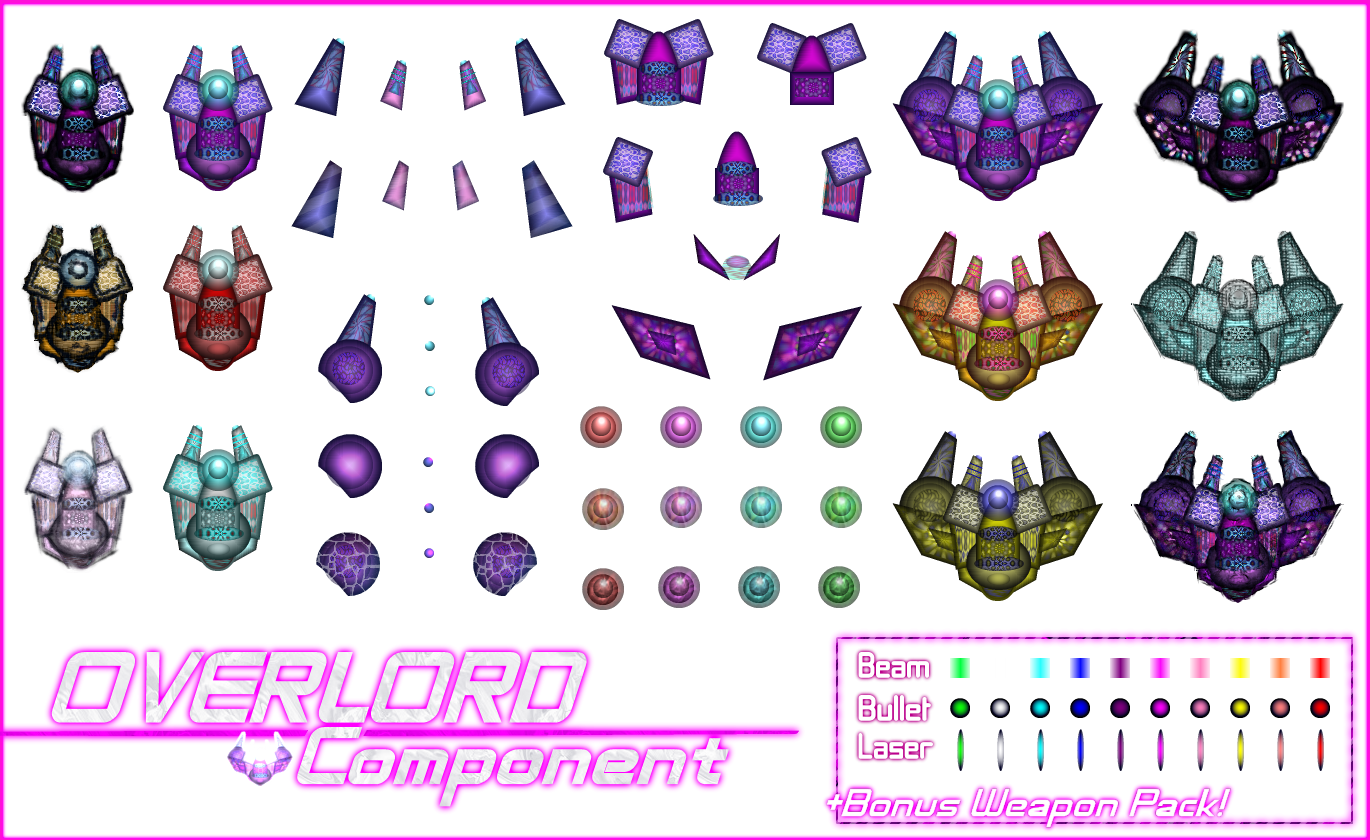 OVERLORD
Component
Beam
Bullet
Laser
+Bonus Weapon Pack!